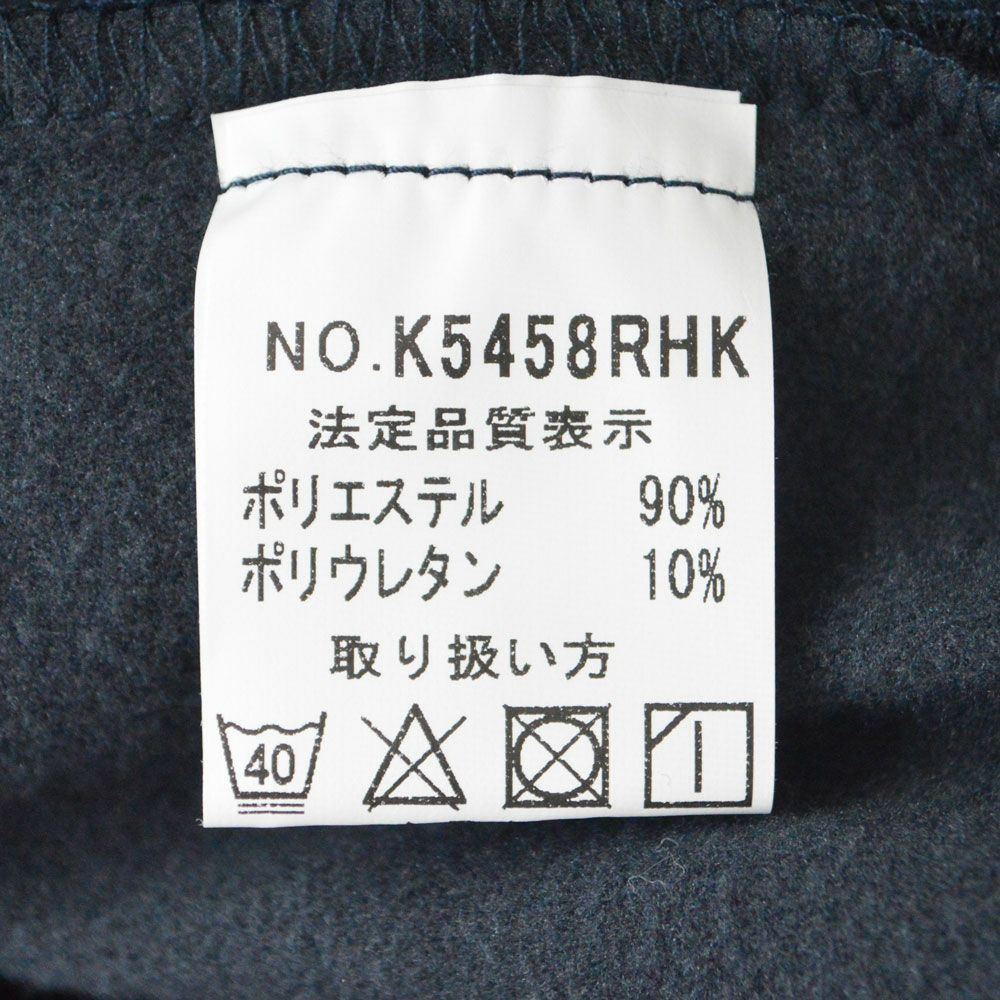 NO.K5458RHK
法定品質表示
ポリエステル 90%
ポリウレタン 10%
取り扱い方
40